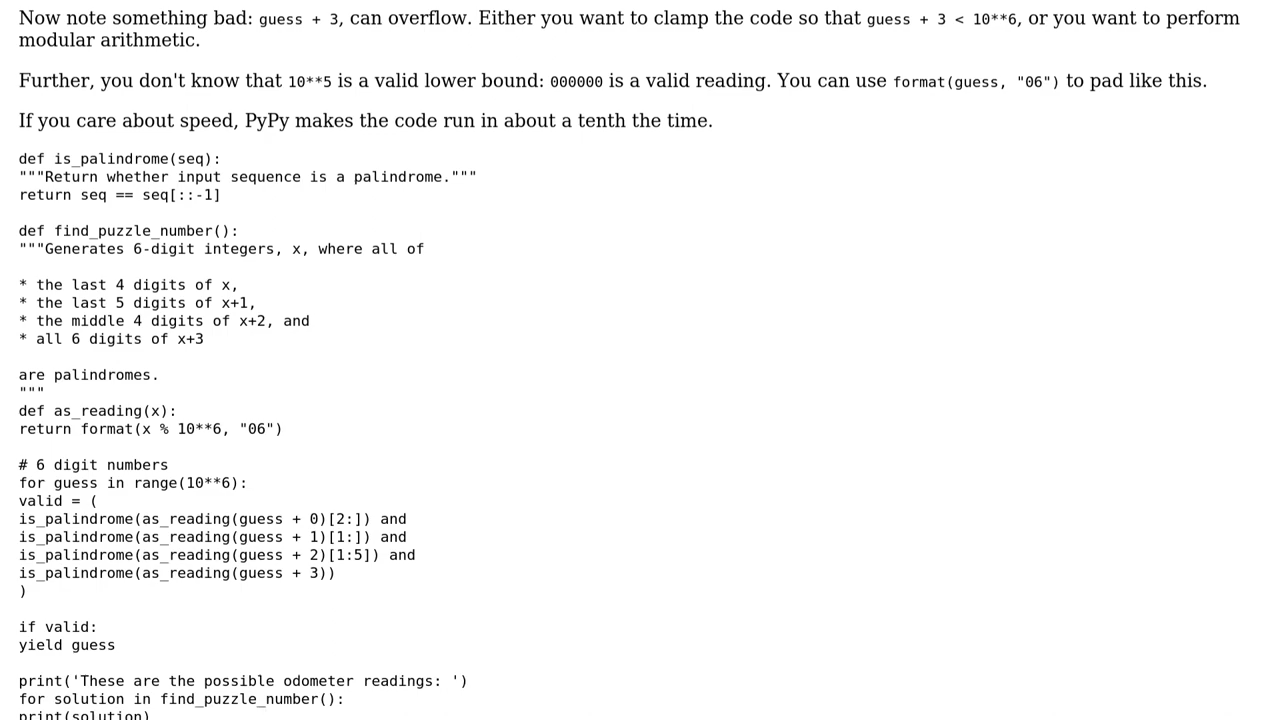 Now note something bad: guess + 3, can overflow. Either you want to clamp the code so that guess + 3 < 10**6, or you want to perform
modular arithmetic.
Further, you don't know that 10**5 is a valid lower bound: 000000 is a valid reading. You can use format(guess, "06") to pad like this.
If you care about speed, PyPy makes the code run in about a tenth the time.
def is_palindrome(seq):
"""Return whether input sequence is a palindrome."""
return seq == seq[::-1]
def find_puzzle_number():
"""Generates 6-digit integers, x, where all of
* the last 4 digits of x,
* the last 5 digits of x+1,
* the middle 4 digits of x+2, and
* all 6 digits of x+3
are palindromes.
"""
def as_reading(x):
return format(x % 10**6, "06")
# 6 digit numbers
for guess in range(10**6):
valid = (
is_palindrome(as_reading(guess + 0)[2:]) and
is_palindrome(as_reading(guess + 1)[1:]) and
is_palindrome(as_reading(guess + 2)[1:5]) and
is_palindrome(as_reading(guess + 3))
)
if valid:
yield guess
print('These are the possible odometer readings: ')
for solution in find_puzzle_number():
print(solution)